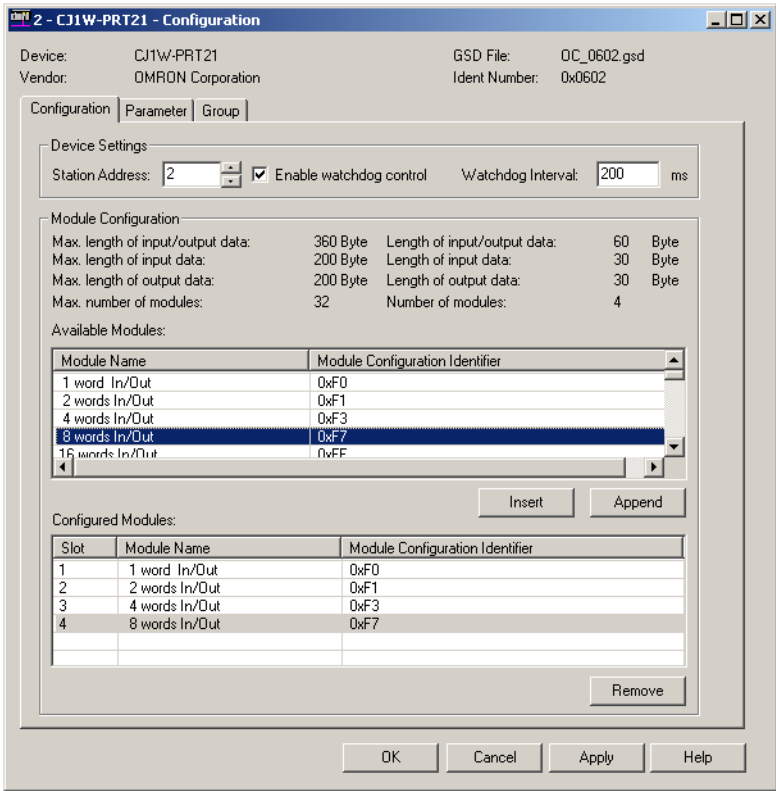 2 - CJ1W-PRT21 - Configuration
Device: CJ1W-PRT21 GSD File: OC_0602.gsd
Vendor: OMRON Corporation Ident Number: 0x0602
Configuration Parameter Group
Device Settings
Station Address: 2 Enable watchdog control Watchdog Interval: 200 ms
Module Configuration
Max. length of input/output data: 360 Byte Length of input/output data: 60 Byte
Max. length of input data: 200 Byte Length of input data: 30 Byte
Max. length of output data: 200 Byte Length of output data: 30 Byte
Max. number of modules: 32 Number of modules: 4
Available Modules:
Module Name Module Configuration Identifier
1 word In/Out 0xF0
2 words In/Out 0xF1
4 words In/Out 0xF3
8 words In/Out 0xF7
16 words In/Out 0xFF
Insert Append
Configured Modules:
Slot Module Name Module Configuration Identifier
1 1 word In/Out 0xF0
2 2 words In/Out 0xF1
3 4 words In/Out 0xF3
4 8 words In/Out 0xF7
Remove
OK Cancel Apply Help